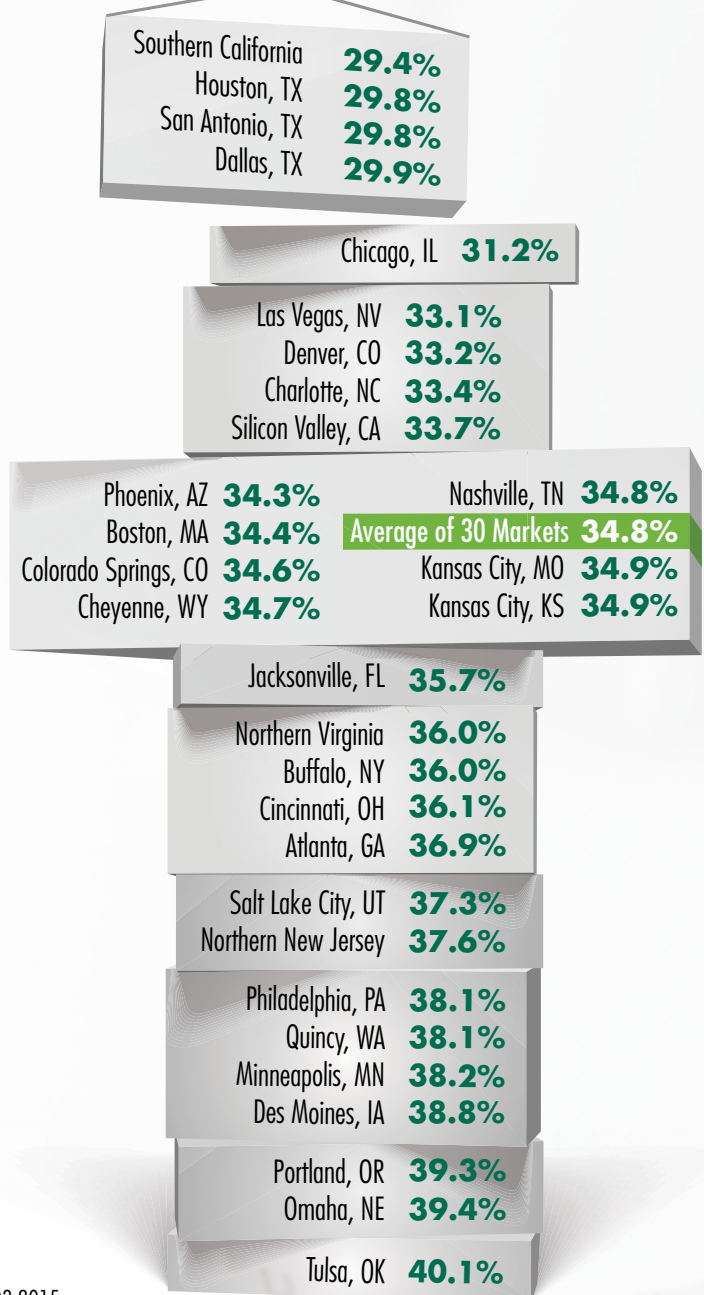 Southern California 29.4%
Houston, TX 29.8%
San Antonio, TX 29.8%
Dallas, TX 29.9%
Chicago, IL 31.2%
Las Vegas, NV 33.1%
Denver, CO 33.2%
Charlotte, NC 33.4%
Silicon Valley, CA 33.7%
Phoenix, AZ 34.3%
Boston, MA 34.4%
Colorado Springs, CO 34.6%
Cheyenne, WY 34.7%
Nashville, TN 34.8%
Average of 30 Markets 34.8%
Kansas City, MO 34.9%
Kansas City, KS 34.9%
Jacksonville, FL 35.7%
Northern Virginia 36.0%
Buffalo, NY 36.0%
Cincinnati, OH 36.1%
Atlanta, GA 36.9%
Salt Lake City, UT 37.3%
Northern New Jersey 37.6%
Philadelphia, PA 38.1%
Quincy, WA 38.1%
Minneapolis, MN 38.2%
Des Moines, IA 38.8%
Portland, OR 39.3%
Omaha, NE 39.4%
Tulsa, OK 40.1%